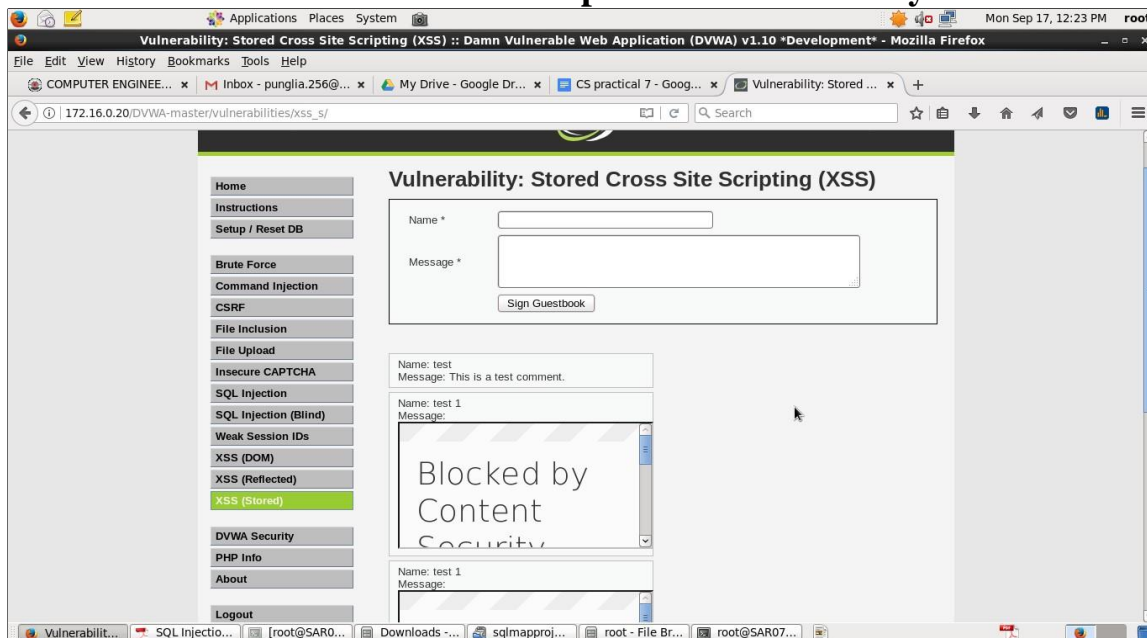 Applications Places System
Mon Sep 17, 12:23 PM root
Vulnerability: Stored Cross Site Scripting (XSS) :: Damn Vulnerable Web Application (DVWA) v1.10 *Development* - Mozilla Firefox
File Edit View History Bookmarks Tools Help
COMPUTER ENGINEE... Inbox - punglia.256@... My Drive - Google Dr... CS practical 7 - Goog... Vulnerability: Stored ...
172.16.0.20/DVWA-master/vulnerabilities/xss_s/ Search
Vulnerability: Stored Cross Site Scripting (XSS)
Home
Instructions
Setup / Reset DB
Brute Force
Command Injection
CSRF
File Inclusion
File Upload
Insecure CAPTCHA
SQL Injection
SQL Injection (Blind)
Weak Session IDs
XSS (DOM)
XSS (Reflected)
XSS (Stored)
DVWA Security
PHP Info
About
Logout
Name *
Message *
Sign Guestbook
Name: test
Message: This is a test comment.
Name: test 1
Message:
Blocked by
Content
Security
Name: test 1
Message:
Vulnerabilit... SQL Injectio... [root@SAR0... Downloads -... sqlmapproj... root - File Br... root@SAR07...